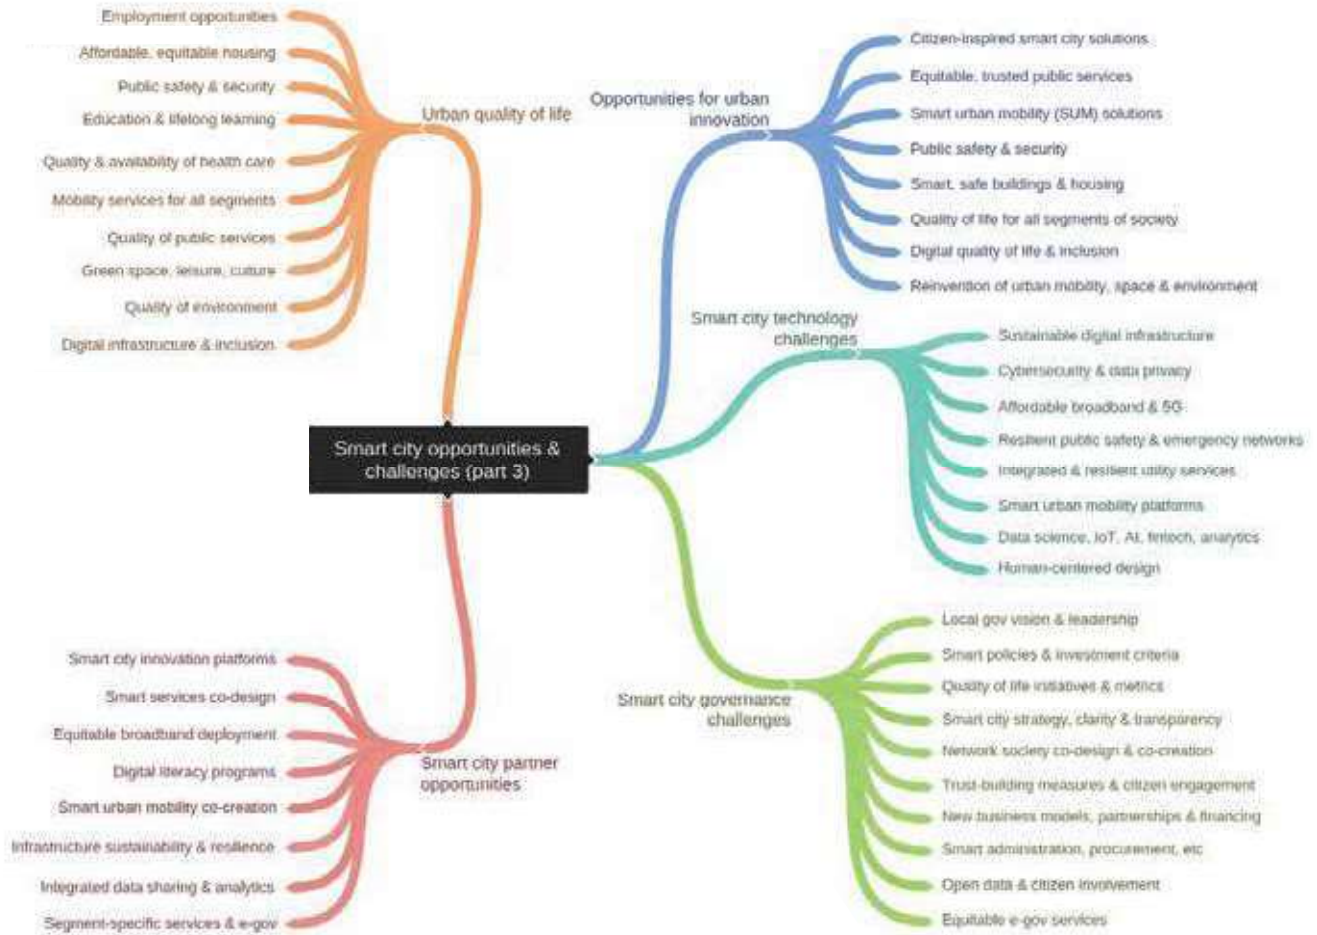 Employment opportunities
Affordable, equitable housing
Public safety & security
Education & lifelong learning
Quality & availability of health care
Mobility services for all segments
Quality of public services
Green space, leisure, culture
Quality of environment
Digital infrastructure & inclusion
Urban quality of life
Opportunities for urban
innovation
Citizen-inspired smart city solutions
Equitable, trusted public services
Smart urban mobility (SUM) solutions
Public safety & security
Smart, safe buildings & housing
Quality of life for all segments of society
Digital quality of life & inclusion
Reinvention of urban mobility, space & environment
Smart city technology
challenges
Sustainable digital infrastructure
Cybersecurity & data privacy
Affordable broadband & 5G
Resilient public safety & emergency networks
Integrated & resilient utility services
Smart urban mobility platforms
Data science, IoT, AI, fintech, analytics
Human-centered design
Smart city opportunities &
challenges (part 3)
Smart city governance
challenges
Local gov vision & leadership
Smart policies & investment criteria
Quality of life initiatives & metrics
Smart city strategy, clarity & transparency
Network society co-design & co-creation
Trust-building measures & citizen engagement
New business models, partnerships & financing
Smart administration, procurement, etc
Open data & citizen involvement
Equitable e-gov services
Smart city innovation platforms
Smart services co-design
Equitable broadband deployment
Digital literacy programs
Smart urban mobility co-creation
Infrastructure sustainability & resilience
Integrated data sharing & analytics
Segment-specific services & e-gov
Smart city partner
opportunities